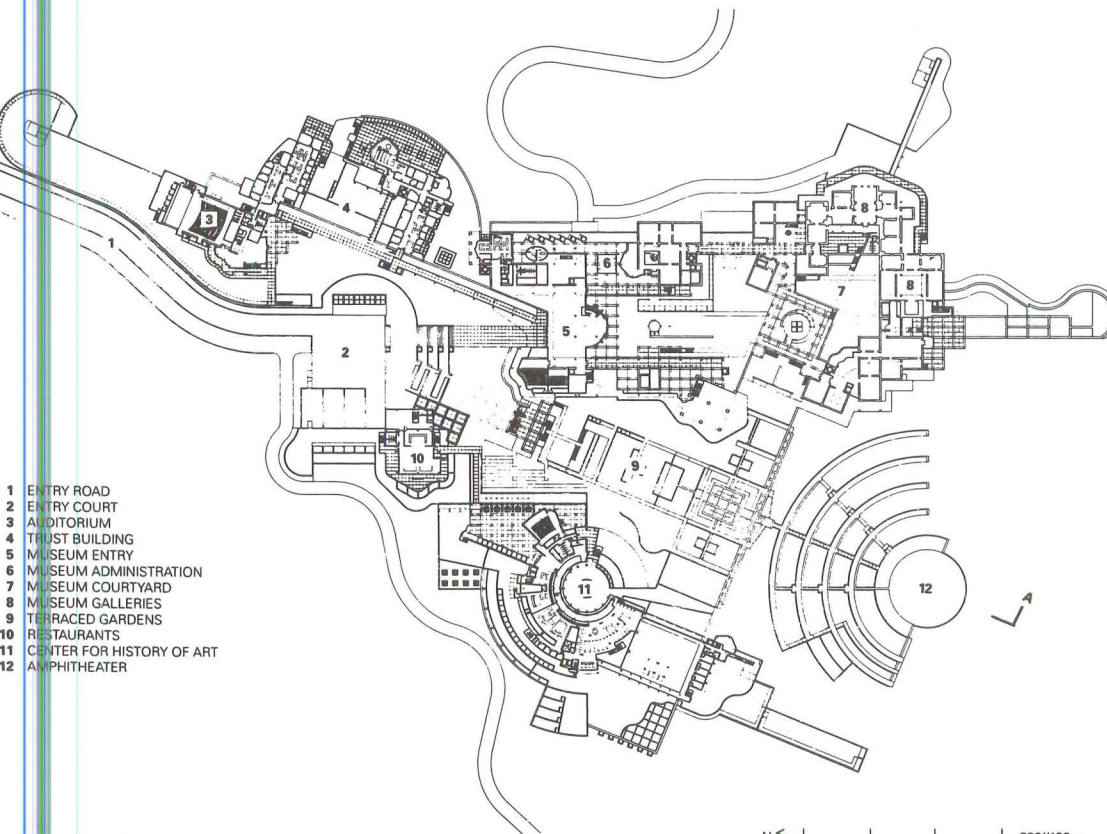 1 ENTRY ROAD
2 ENTRY COURT
3 AUDITORIUM
4 TRUST BUILDING
5 MUSEUM ENTRY
6 MUSEUM ADMINISTRATION
7 MUSEUM COURTYARD
8 MUSEUM GALLERIES
9 TERRACED GARDENS
10 RESTAURANTS
11 CENTER FOR HISTORY OF ART
12 AMPHITHEATER
3
4
1
8
6
7
8
5
2
10
9
11
12
A
N